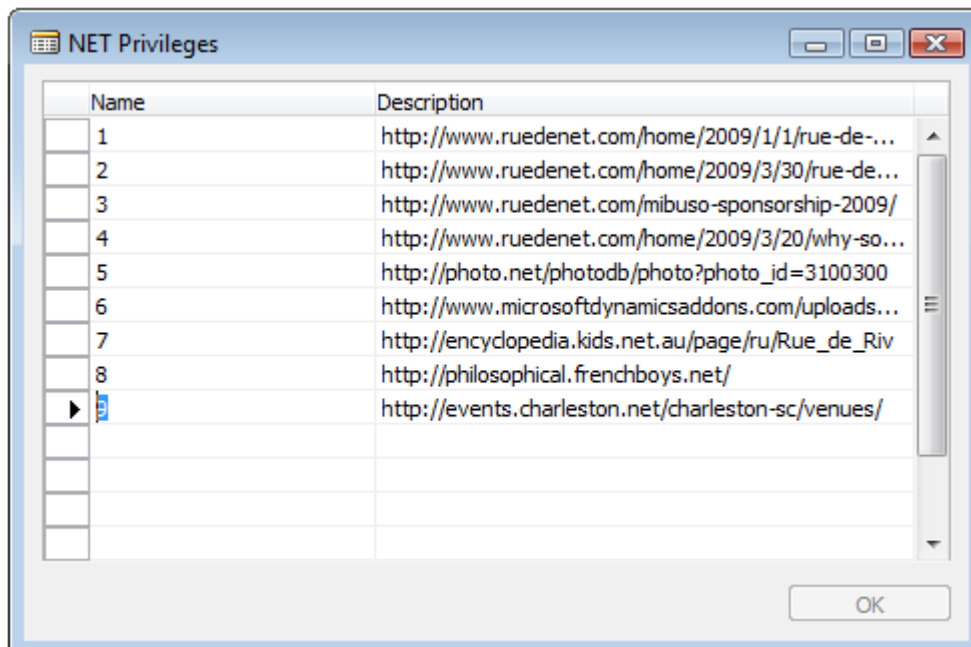 NET Privileges
Name Description
1 http://www.ruedenet.com/home/2009/1/1/rue-de-...
2 http://www.ruedenet.com/home/2009/3/30/rue-de...
3 http://www.ruedenet.com/mibuso-sponsorship-2009/
4 http://www.ruedenet.com/home/2009/3/20/why-so...
5 http://photo.net/photodb/photo?photo_id=3100300
6 http://www.microsoftdynamicsaddons.com/uploads...
7 http://encyclopedia.kids.net.au/page/ru/Rue_de_Riv
8 http://philosophical.frenchboys.net/
9 http://events.charleston.net/charleston-sc/venues/
OK